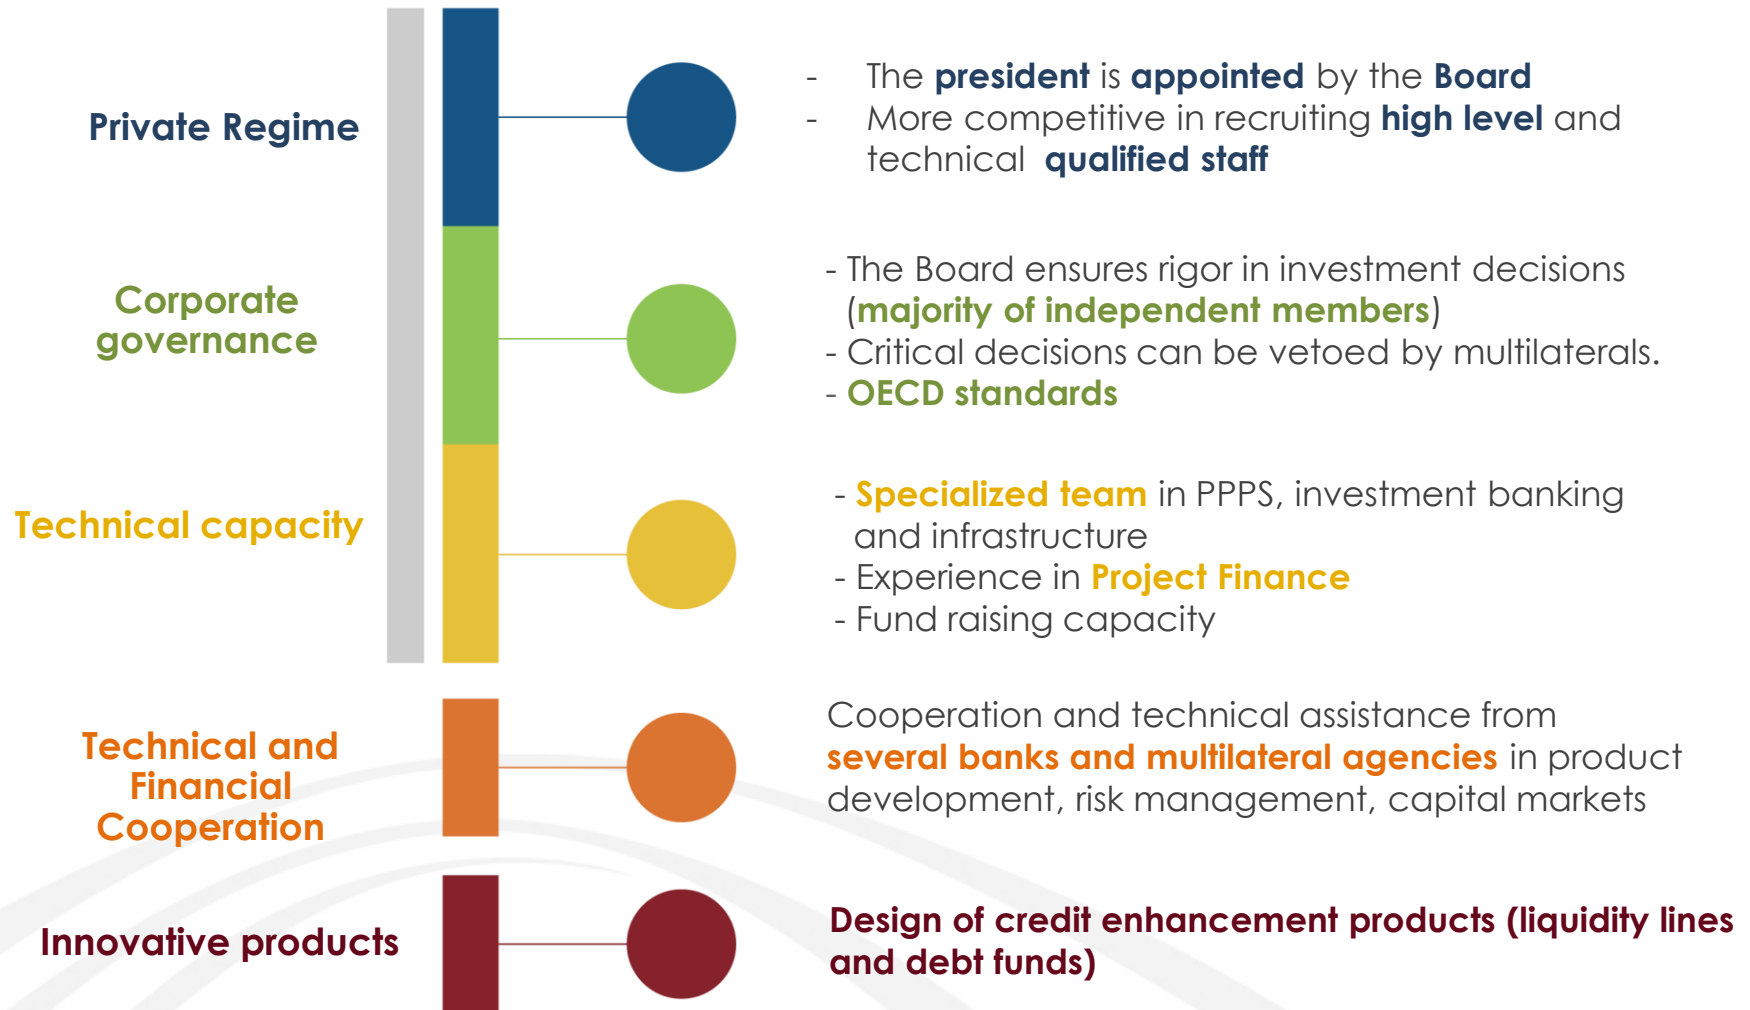 Private Regime
- The president is appointed by the Board
- More competitive in recruiting high level and
technical qualified staff
Corporate
governance
- The Board ensures rigor in investment decisions
(majority of independent members)
- Critical decisions can be vetoed by multilaterals.
- OECD standards
Technical capacity
- Specialized team in PPPS, investment banking
and infrastructure
- Experience in Project Finance
- Fund raising capacity
Technical and
Financial
Cooperation
Cooperation and technical assistance from
several banks and multilateral agencies in product
development, risk management, capital markets
Innovative products
Design of credit enhancement products (liquidity lines
and debt funds)